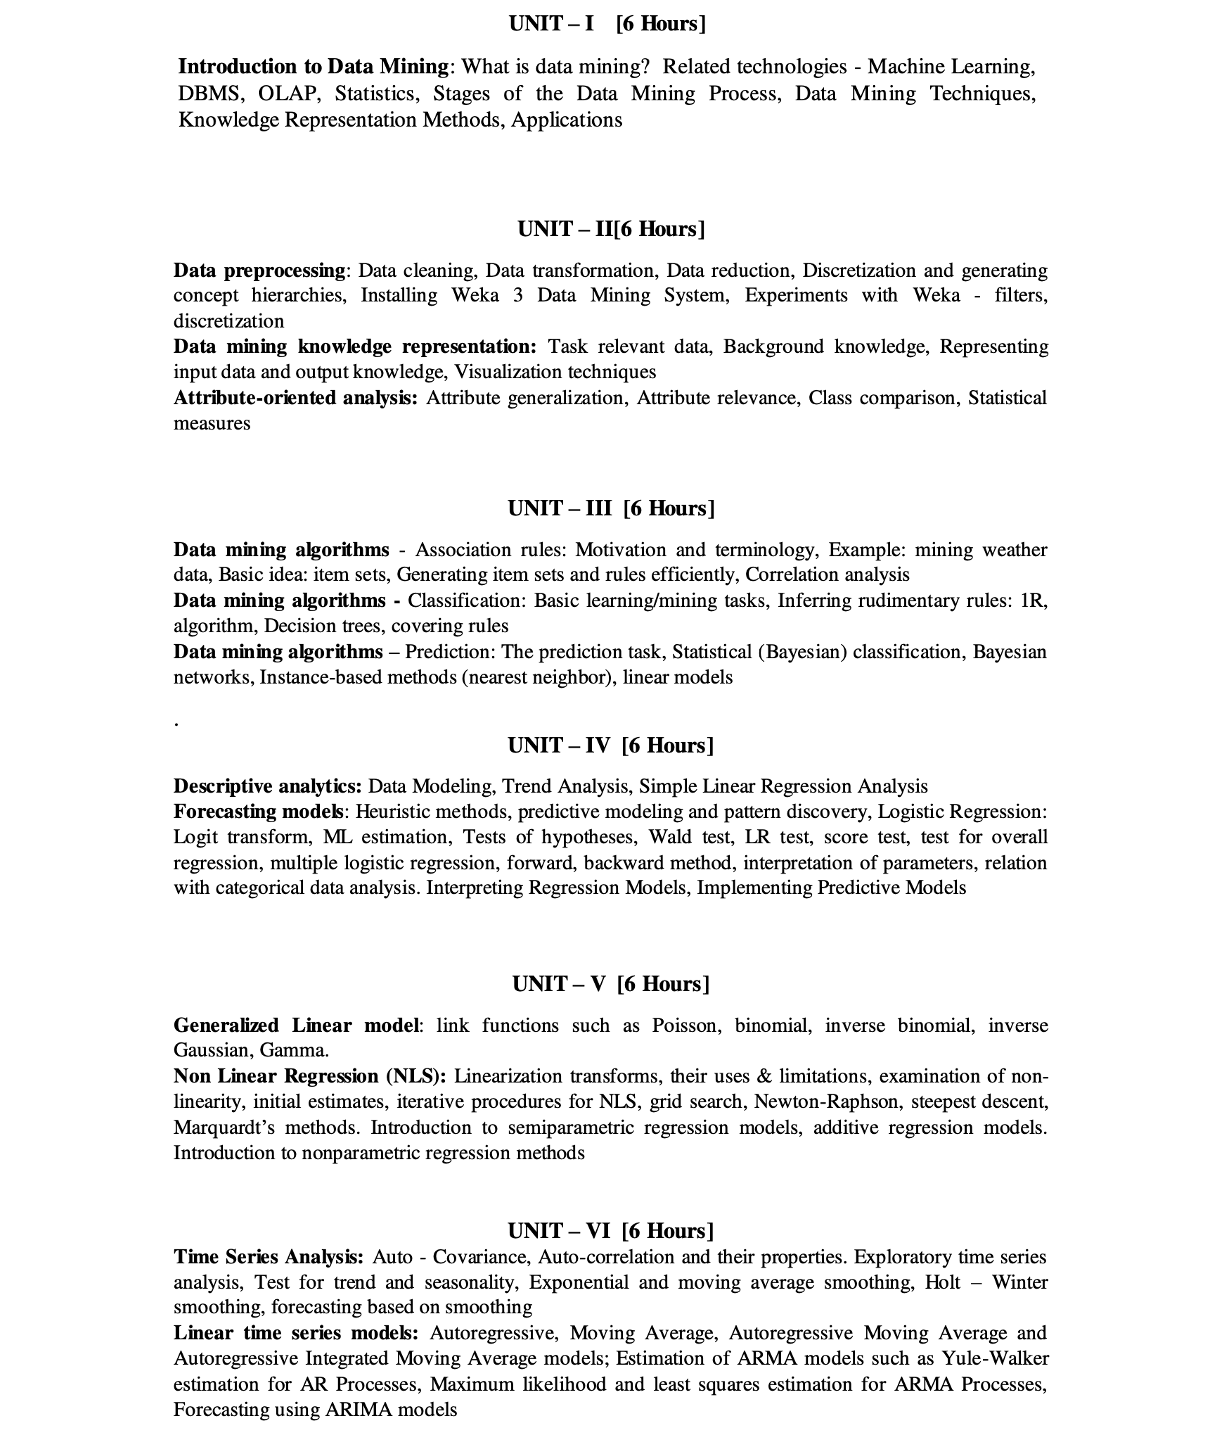 UNIT – I [6 Hours]
Introduction to Data Mining: What is data mining? Related technologies - Machine Learning,
DBMS, OLAP, Statistics, Stages of the Data Mining Process, Data Mining Techniques,
Knowledge Representation Methods, Applications
UNIT – II[6 Hours]
Data preprocessing: Data cleaning, Data transformation, Data reduction, Discretization and generating
concept hierarchies, Installing Weka 3 Data Mining System, Experiments with Weka - filters,
discretization
Data mining knowledge representation: Task relevant data, Background knowledge, Representing
input data and output knowledge, Visualization techniques
Attribute-oriented analysis: Attribute generalization, Attribute relevance, Class comparison, Statistical
measures
UNIT – III [6 Hours]
Data mining algorithms - Association rules: Motivation and terminology, Example: mining weather
data, Basic idea: item sets, Generating item sets and rules efficiently, Correlation analysis
Data mining algorithms - Classification: Basic learning/mining tasks, Inferring rudimentary rules: 1R,
algorithm, Decision trees, covering rules
Data mining algorithms – Prediction: The prediction task, Statistical (Bayesian) classification, Bayesian
networks, Instance-based methods (nearest neighbor), linear models
.
UNIT – IV [6 Hours]
Descriptive analytics: Data Modeling, Trend Analysis, Simple Linear Regression Analysis
Forecasting models: Heuristic methods, predictive modeling and pattern discovery, Logistic Regression:
Logit transform, ML estimation, Tests of hypotheses, Wald test, LR test, score test, test for overall
regression, multiple logistic regression, forward, backward method, interpretation of parameters, relation
with categorical data analysis. Interpreting Regression Models, Implementing Predictive Models
UNIT – V [6 Hours]
Generalized Linear model: link functions such as Poisson, binomial, inverse binomial, inverse
Gaussian, Gamma.
Non Linear Regression (NLS): Linearization transforms, their uses & limitations, examination of non-
linearity, initial estimates, iterative procedures for NLS, grid search, Newton-Raphson, steepest descent,
Marquardt's methods. Introduction to semiparametric regression models, additive regression models.
Introduction to nonparametric regression methods
UNIT – VI [6 Hours]
Time Series Analysis: Auto - Covariance, Auto-correlation and their properties. Exploratory time series
analysis, Test for trend and seasonality, Exponential and moving average smoothing, Holt – Winter
smoothing, forecasting based on smoothing
Linear time series models: Autoregressive, Moving Average, Autoregressive Moving Average and
Autoregressive Integrated Moving Average models; Estimation of ARMA models such as Yule-Walker
estimation for AR Processes, Maximum likelihood and least squares estimation for ARMA Processes,
Forecasting using ARIMA models